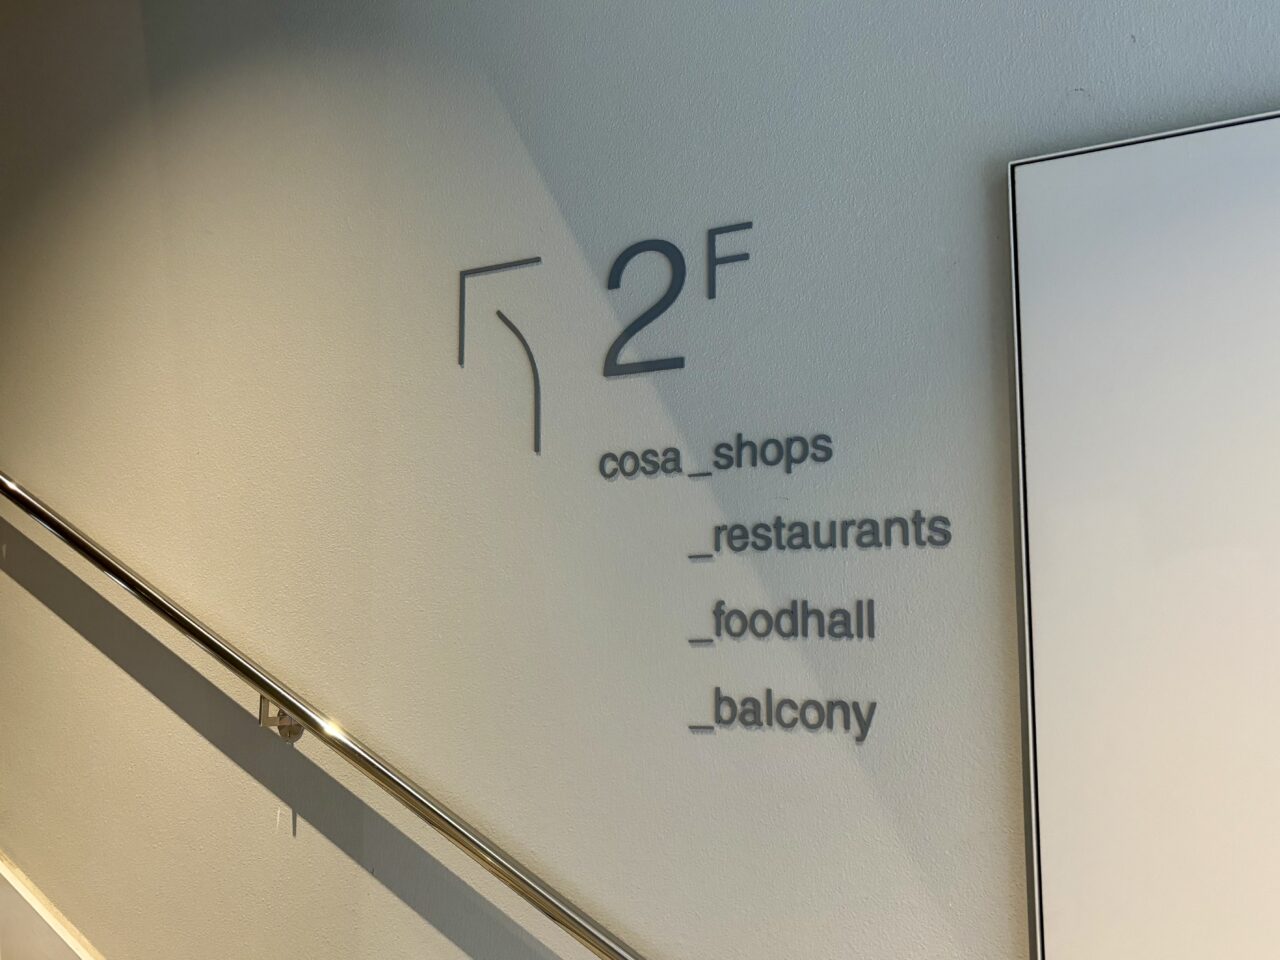 2F
cosa_shops
_restaurants
_foodhall
_balcony